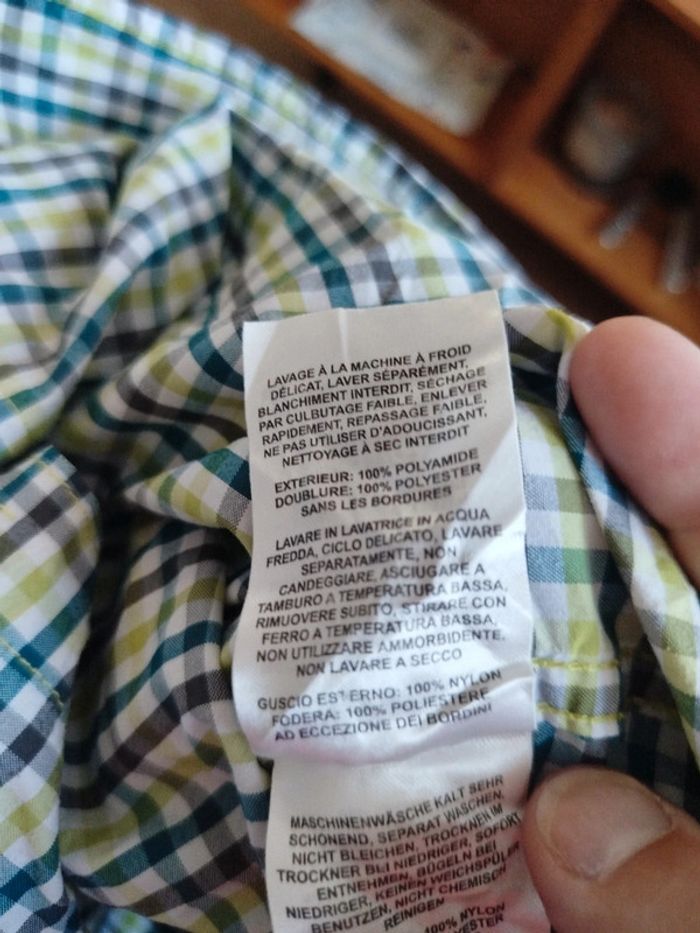 LAVAGE À LA MACHINE À FROID
DÉLICAT, LAVER SÉPARÉMENT,
BLANCHIMENT INTERDIT, SÉCHAGE
PAR CULBUTAGE FAIBLE, ENLEVER
RAPIDEMENT, REPASSAGE FAIBLE,
NE PAS UTILISER D'ADOUCISSANT,
NETTOYAGE À SEC INTERDIT
EXTERIEUR: 100% POLYAMIDE
DOUBLURE: 100% POLYESTER
SANS LES BORDURES
LAVARE IN LAVATRICE IN ACQUA
FREDDA, CICLO DELICATO, LAVARE
SEPARATAMENTE, NON
CANDEGGIARE, ASCIUGARE A
TAMBURO A TEMPERATURA BASSA,
RIMUOVERE SUBITO, STIRARE CON
FERRO A TEMPERATURA BASSA,
NON UTILIZZARE AMMORBIDENTE,
NON LAVARE A SECCO
GUSCIO ESTERNO: 100% NYLON
FODERA: 100% POLIESTERE
AD ECCEZIONE DEI BORDINI
MASCHINENWÄSCHE KALT SEHR
SCHONEND, SEPARAT WASCHEN,
NICHT BLEICHEN, TROCKNEN IM
TROCKNER BEI NIEDRIGER, SOFORT
ENTNEHMEN, BÜGELN BEI
NIEDRIGER, KEINEN WEICHSPÜLER
BENUTZEN, NICHT CHEMISCH
REINIGEN
100% NYLON